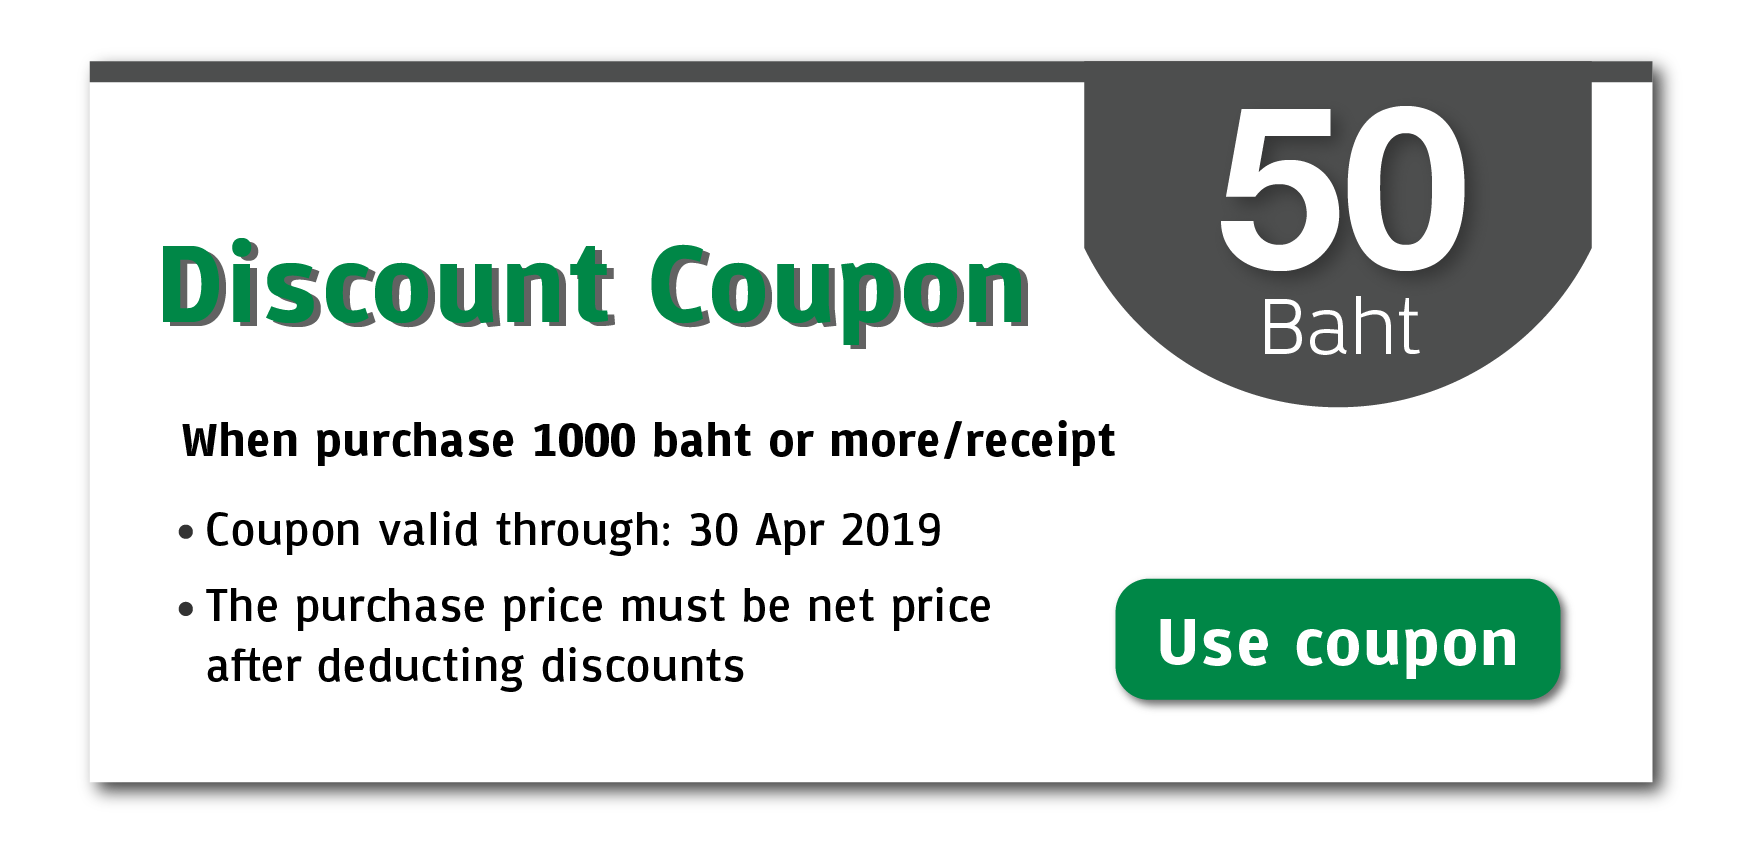 50
Baht
Discount Coupon
When purchase 1000 baht or more/receipt
• Coupon valid through: 30 Apr 2019
• The purchase price must be net price
after deducting discounts
Use coupon